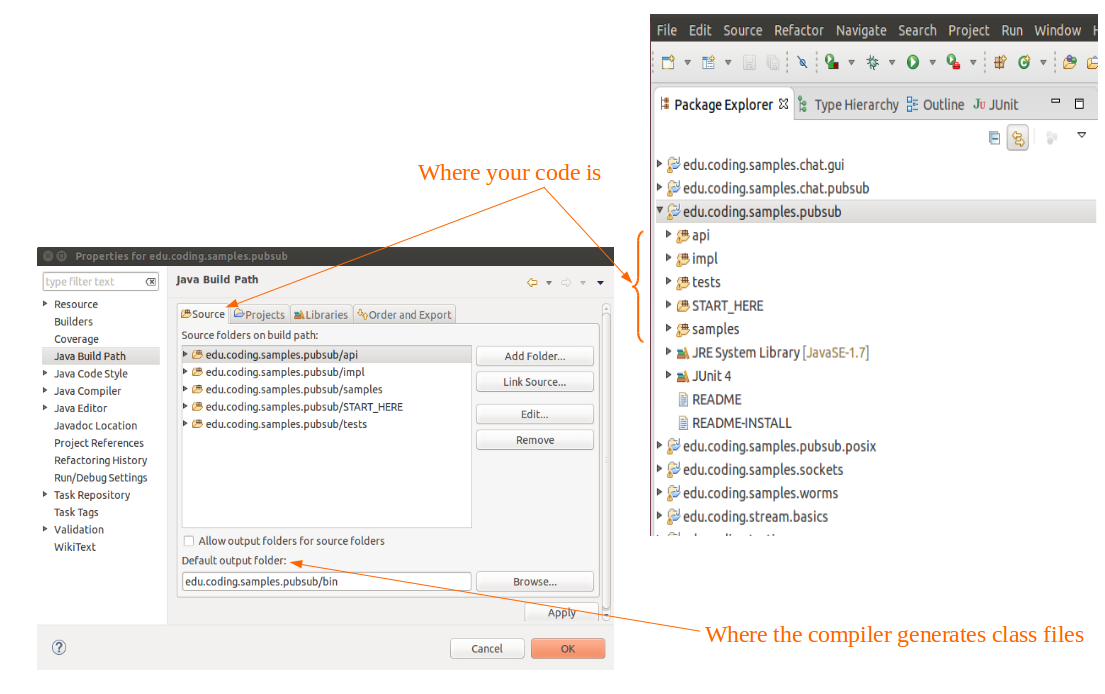 File Edit Source Refactor Navigate Search Project Run Window
Package Explorer Type Hierarchy Outline JU JUnit
edu.coding.samples.chat.gui
edu.coding.samples.chat.pubsub
edu.coding.samples.pubsub
api
impl
tests
START_HERE
samples
JRE System Library [JavaSE-1.7]
JUnit 4
README
README-INSTALL
edu.coding.samples.pubsub.posix
edu.coding.samples.sockets
edu.coding.samples.worms
edu.coding.stream.basics
Where your code is
Properties for edu.coding.samples.pubsub
type filter text
Resource
Builders
Coverage
Java Build Path
Java Code Style
Java Compiler
Java Editor
Javadoc Location
Project References
Refactoring History
Run/Debug Settings
Task Repository
Task Tags
Validation
WikiText
Java Build Path
Source Projects Libraries Order and Export
Source folders on build path:
edu.coding.samples.pubsub/api
edu.coding.samples.pubsub/impl
edu.coding.samples.pubsub/samples
edu.coding.samples.pubsub/START_HERE
edu.coding.samples.pubsub/tests
Add Folder...
Link Source...
Edit...
Remove
Allow output folders for source folders
Default output folder:
edu.coding.samples.pubsub/bin
Browse...
Apply
Cancel
OK
Where the compiler generates class files